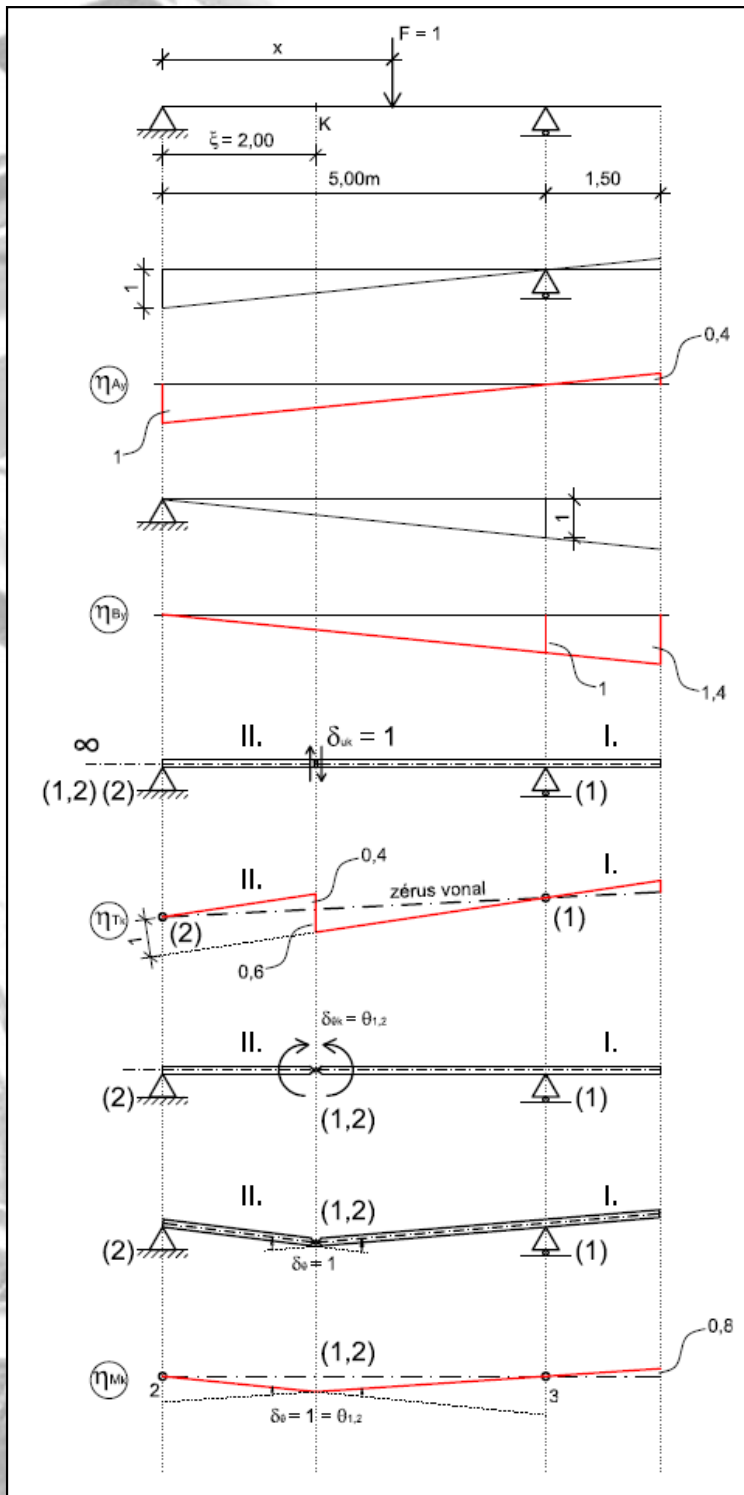 F = 1
x
K
ξ = 2,00
5,00m
1,50
1
0,4
ηAy
1
1
ηBy
1
1,4
II.
δuk = 1
I.
∞
(1,2) (2)
(1)
0,4
II.
I.
zérus vonal
ηTk
(2)
(1)
1
0,6
δθk = θ1,2
II.
I.
(2)
(1)
(1,2)
II.
(1,2)
I.
(2)
(1)
δθ = 1
0,8
(1,2)
ηMk
2
3
δθ = 1 = θ1,2